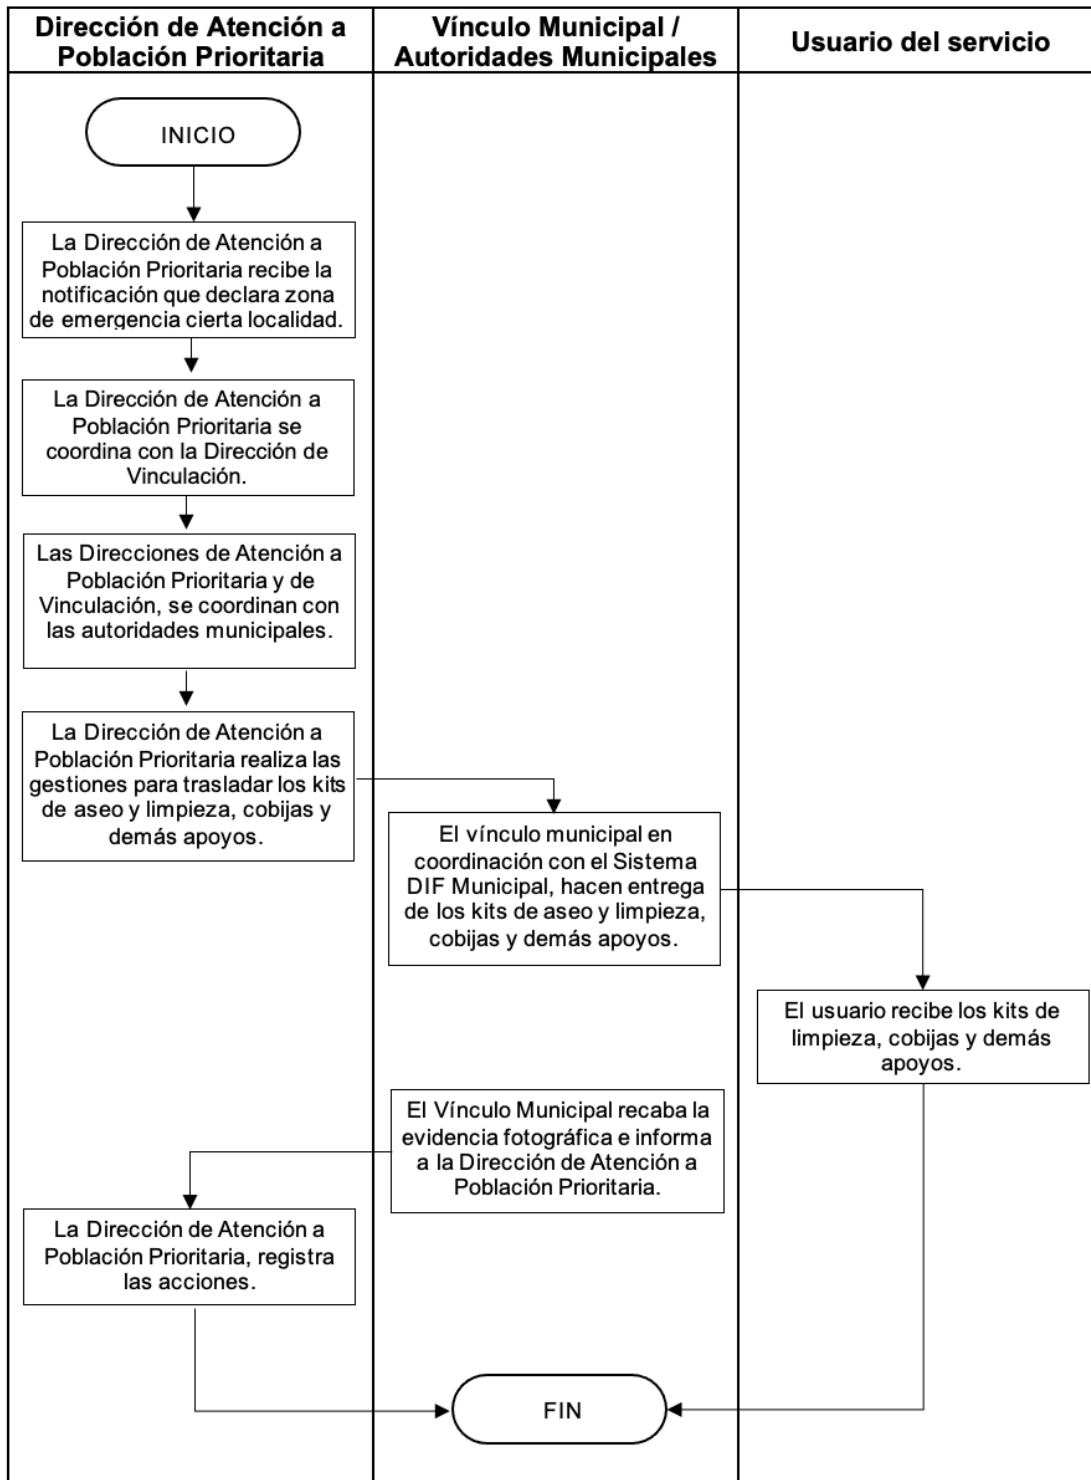 Dirección de Atención a
Población Prioritaria
Vínculo Municipal /
Autoridades Municipales
Usuario del servicio
INICIO
La Dirección de Atención a
Población Prioritaria recibe la
notificación que declara zona
de emergencia cierta localidad.
La Dirección de Atención a
Población Prioritaria se
coordina con la Dirección de
Vinculación.
Las Direcciones de Atención a
Población Prioritaria y de
Vinculación, se coordinan con
las autoridades municipales.
La Dirección de Atención a
Población Prioritaria realiza las
gestiones para trasladar los kits
de aseo y limpieza, cobijas y
demás apoyos.
El vínculo municipal en
coordinación con el Sistema
DIF Municipal, hacen entrega
de los kits de aseo y limpieza,
cobijas y demás apoyos.
El usuario recibe los kits de
limpieza, cobijas y demás
apoyos.
El Vínculo Municipal recaba la
evidencia fotográfica e informa
a la Dirección de Atención a
Población Prioritaria.
La Dirección de Atención a
Población Prioritaria, registra
las acciones.
FIN